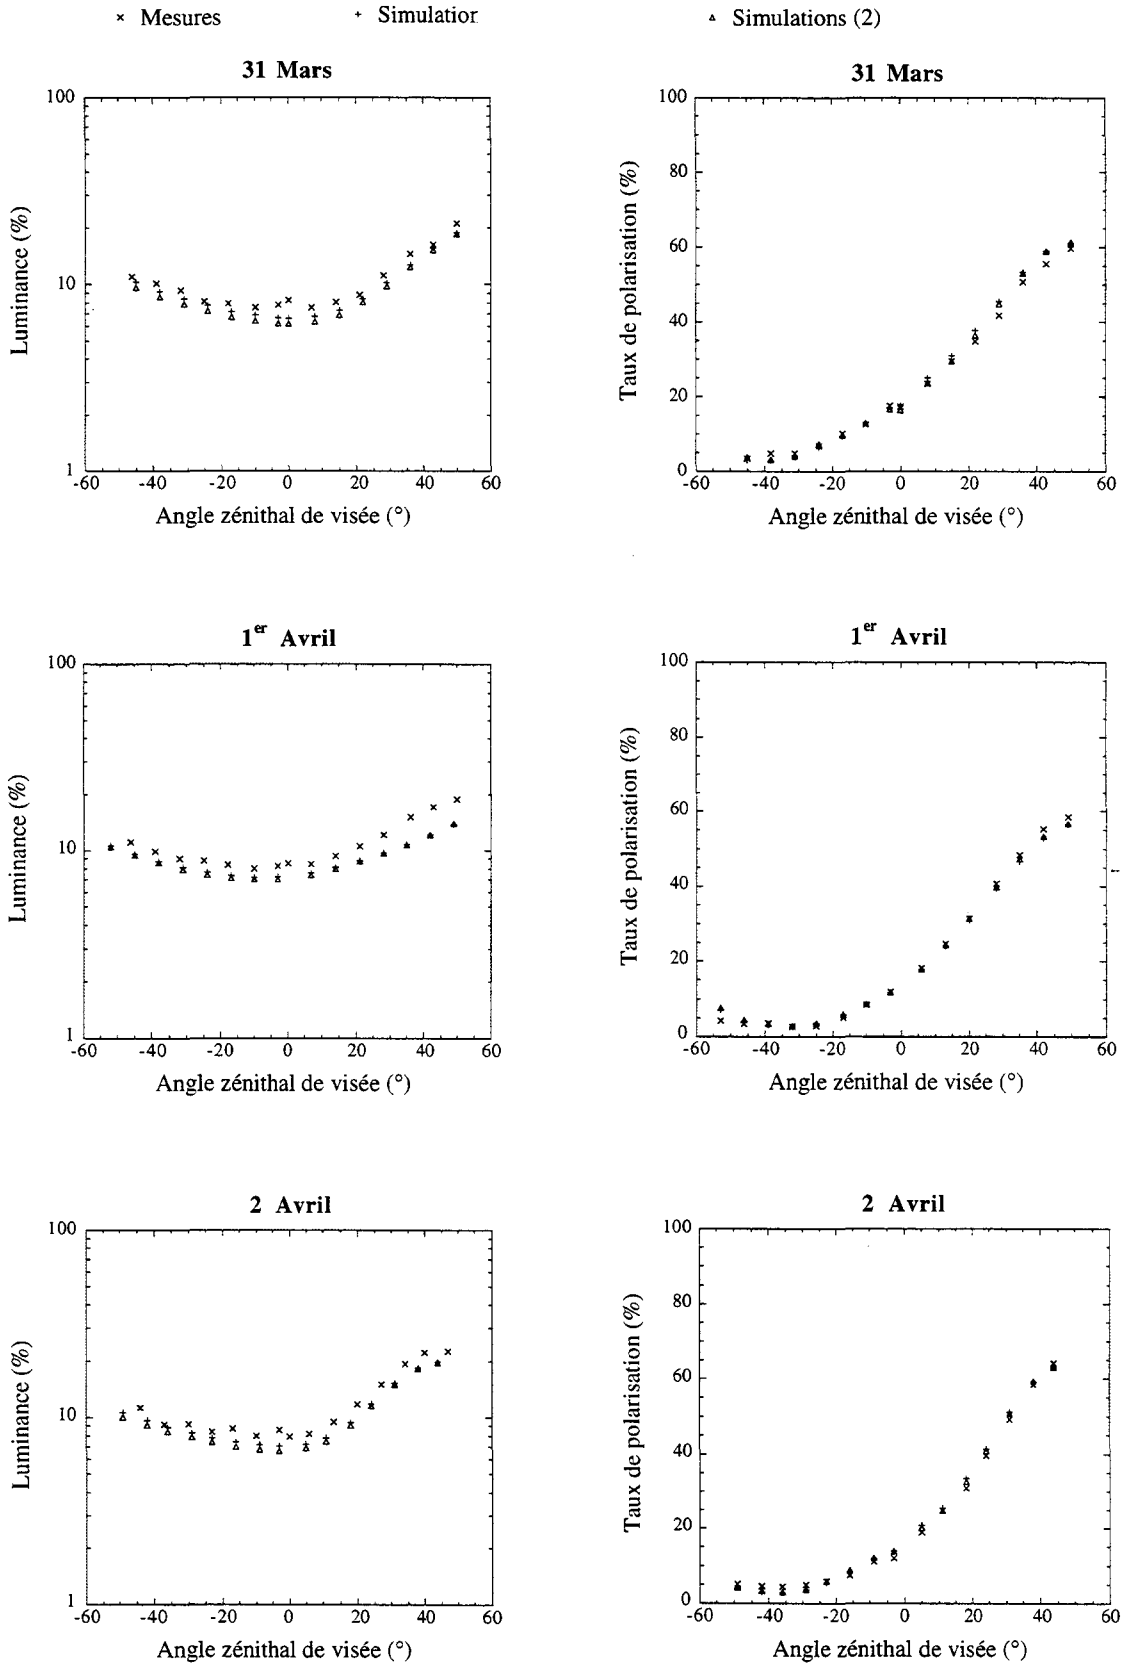 × Mesures + Simulation ▵ Simulations (2)
31 Mars
100
10
1
Luminance (%)
-60 -40 -20 0 20 40 60
Angle zénithal de visée (°)
31 Mars
100
80
60
40
20
0
Taux de polarisation (%)
-60 -40 -20 0 20 40 60
Angle zénithal de visée (°)
1er Avril
100
10
1
Luminance (%)
-60 -40 -20 0 20 40 60
Angle zénithal de visée (°)
1er Avril
100
80
60
40
20
0
Taux de polarisation (%)
-60 -40 -20 0 20 40 60
Angle zénithal de visée (°)
2 Avril
100
10
1
Luminance (%)
-60 -40 -20 0 20 40 60
Angle zénithal de visée (°)
2 Avril
100
80
60
40
20
0
Taux de polarisation (%)
-60 -40 -20 0 20 40 60
Angle zénithal de visée (°)